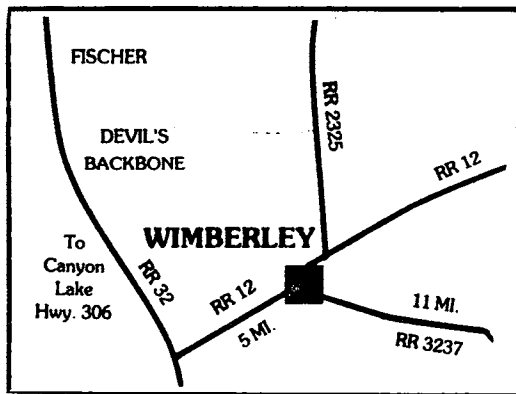 FISCHER
DEVIL'S
BACKBONE
RR 2325
RR 12
WIMBERLEY
To
Canyon
Lake
Hwy. 306
RR 32
RR 12
5 MI.
11 MI.
RR 3237